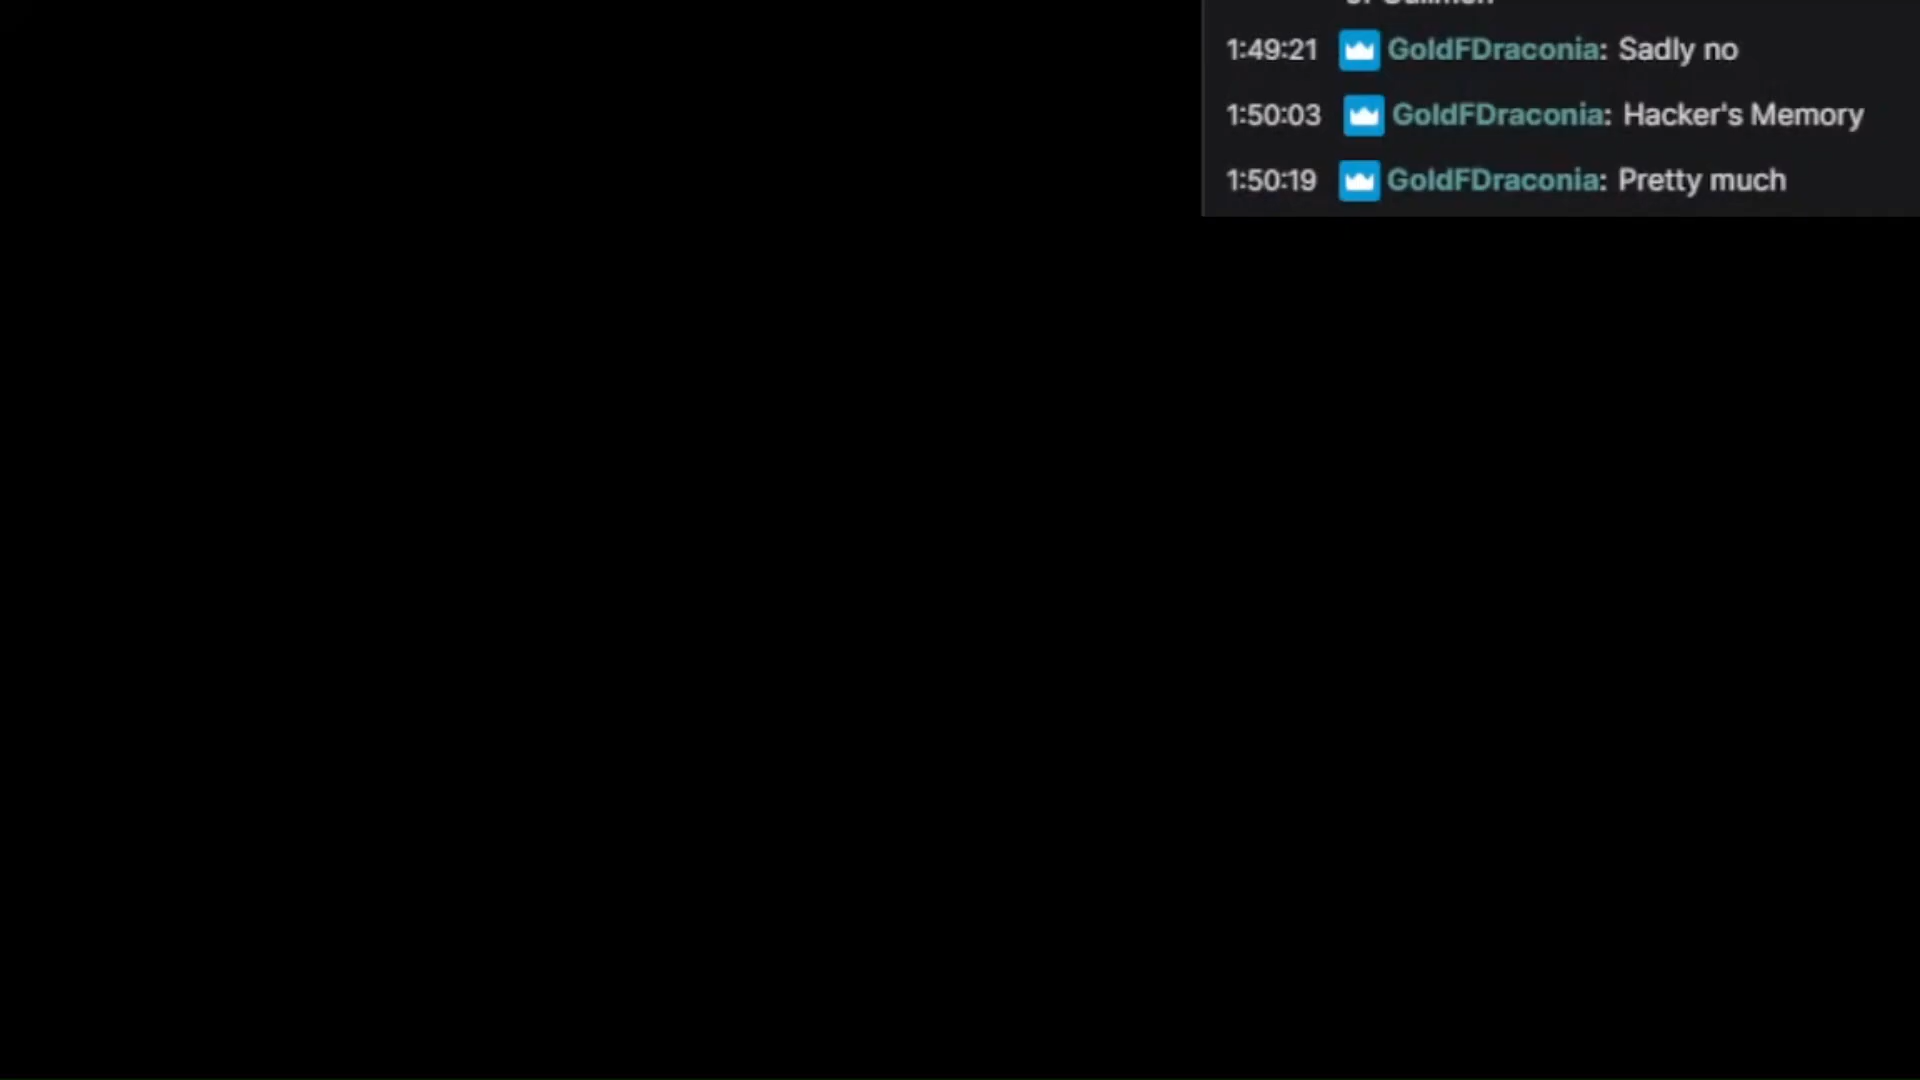 1:49:21 GoldFDraconia: Sadly no
1:50:03 GoldFDraconia: Hacker's Memory
1:50:19 GoldFDraconia: Pretty much